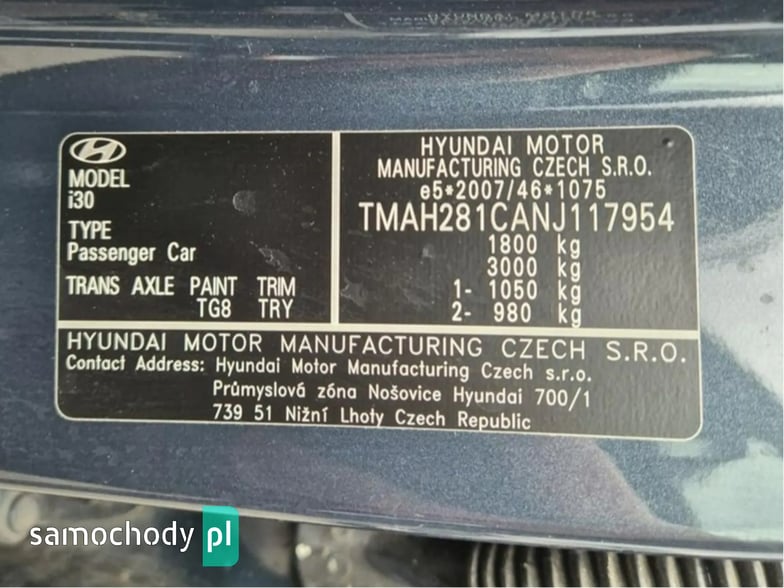 MODEL
i30
TYPE
Passenger Car
TRANS AXLE PAINT TRIM
TG8 TRY
HYUNDAI MOTOR
MANUFACTURING CZECH S.R.O.
e5*2007/46*1075
TMAH281CANJ117954
1800 kg
3000 kg
1- 1050 kg
2- 980 kg
HYUNDAI MOTOR MANUFACTURING CZECH S.R.O.
Contact Address: Hyundai Motor Manufacturing Czech s.r.o.
Průmyslová zóna Nošovice Hyundai 700/1
739 51 Nižní Lhoty Czech Republic
samochody pl